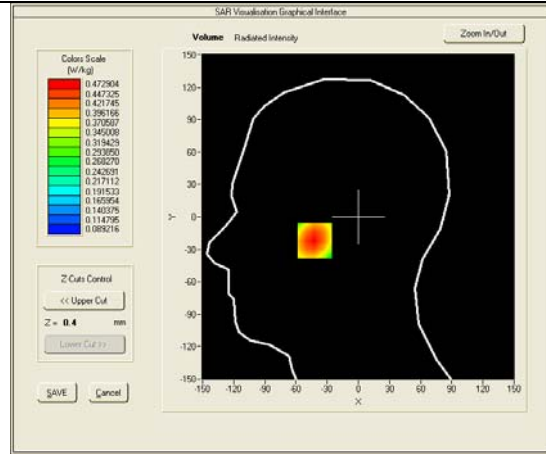 SAR Visualisation Graphical Interface
Volume Radiated Intensity
Zoom In/Out
Colors Scale
(W/kg)
0.472904
0.447325
0.421745
0.396166
0.370587
0.345008
0.319429
0.293850
0.268270
0.242691
0.217112
0.191533
0.165954
0.140375
0.114795
0.089216
Z-Cuts Control
<< Upper Cut
Z = 0.4 mm
Lower Cut >>
SAVE Cancel
150
120
90
60
30
0
-30
-60
-90
-120
-150
Y
-150 -120 -90 -60 -30 0 30 60 90 120 150
X